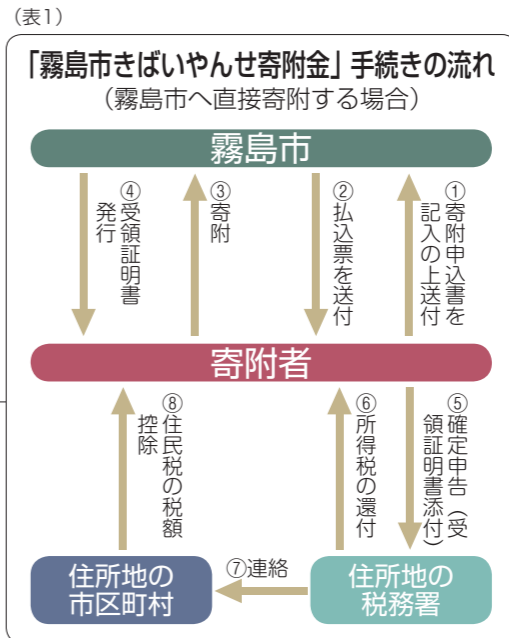 （表1）
「霧島市きばいやんせ寄附金」手続きの流れ
（霧島市へ直接寄附する場合）
霧島市
①寄附申込書を
記入の上送付
②払込票を送付
③寄附
④受領証明書
発行
寄附者
⑤確定申告（受
領証明書添付）
⑥所得税の還付
⑧住民税の税額
控除
⑦連絡
住所地の
市区町村
住所地の
税務署